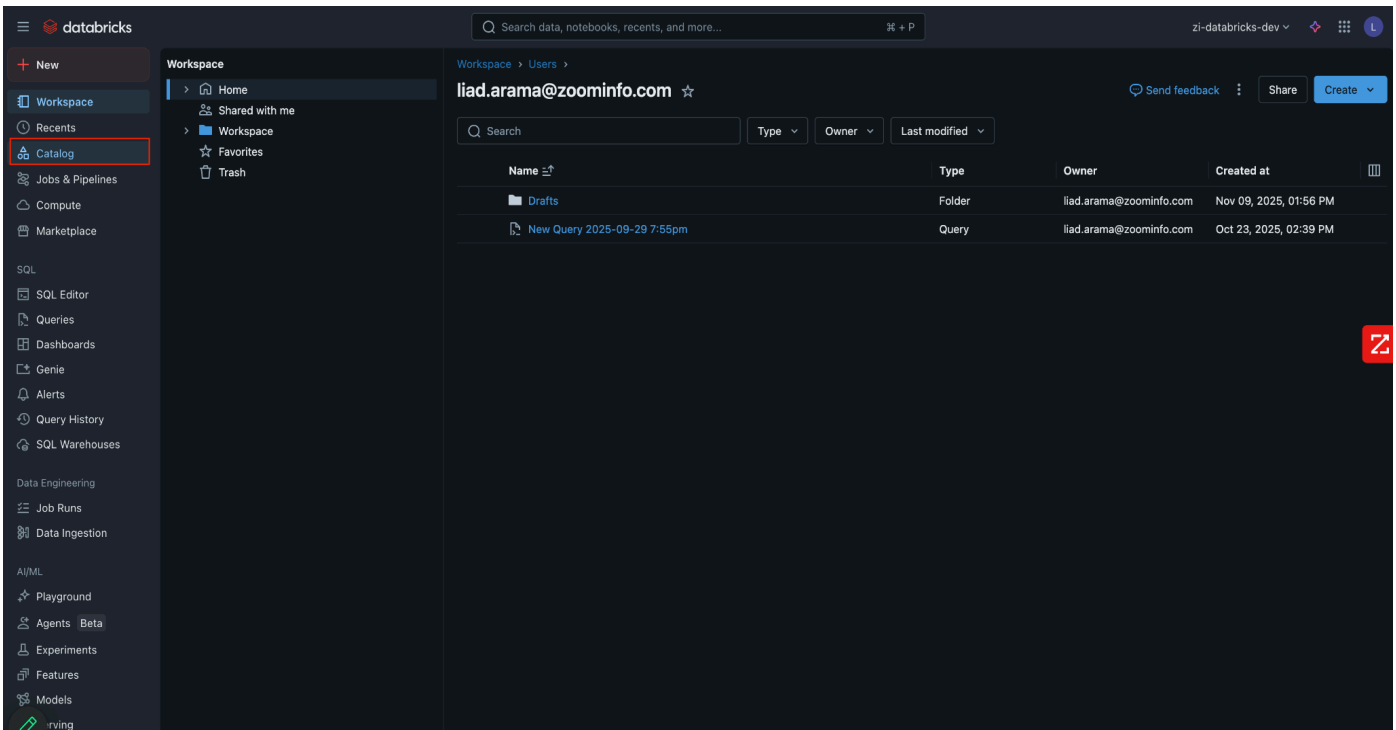 databricks
Search data, notebooks, recents, and more...
⌘ + P
zi-databricks-dev
L
New
Workspace
Recents
Catalog
Jobs & Pipelines
Compute
Marketplace
SQL
SQL Editor
Queries
Dashboards
Genie
Alerts
Query History
SQL Warehouses
Data Engineering
Job Runs
Data Ingestion
AI/ML
Playground
Agents Beta
Experiments
Features
Models
erving
Workspace
Home
Shared with me
Workspace
Favorites
Trash
Workspace > Users >
liad.arama@zoominfo.com
Send feedback
Share
Create
Search
Type
Owner
Last modified
Name Type Owner Created at
Drafts Folder liad.arama@zoominfo.com Nov 09, 2025, 01:56 PM
New Query 2025-09-29 7:55pm Query liad.arama@zoominfo.com Oct 23, 2025, 02:39 PM